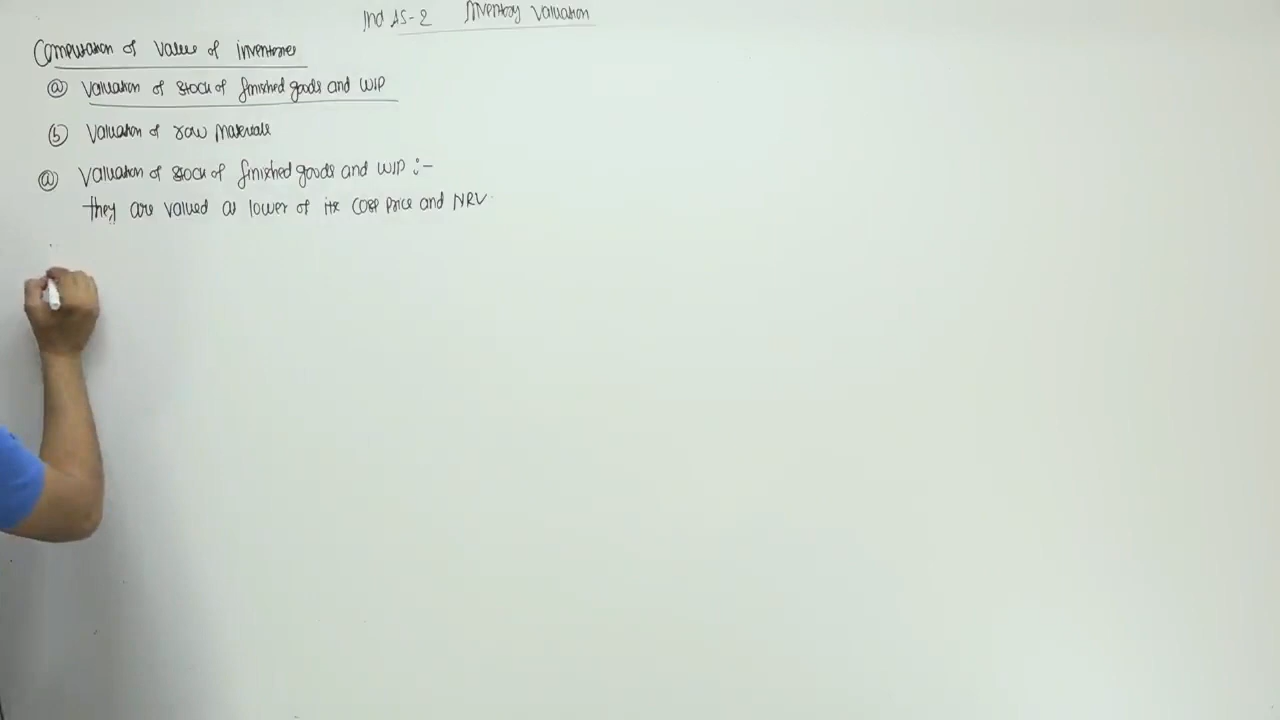 Ind AS-2 Inventory Valuation
Computation of Value of inventories
(a) Valuation of stock of finished goods and WIP
(b) Valuation of raw materials
(a) Valuation of stock of finished goods and WIP :-
they are valued at lower of its cost price and NRV.